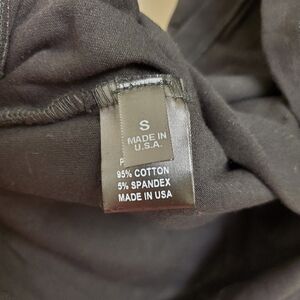 S
MADE IN
U.S.A.
95% COTTON
5% SPANDEX
MADE IN USA